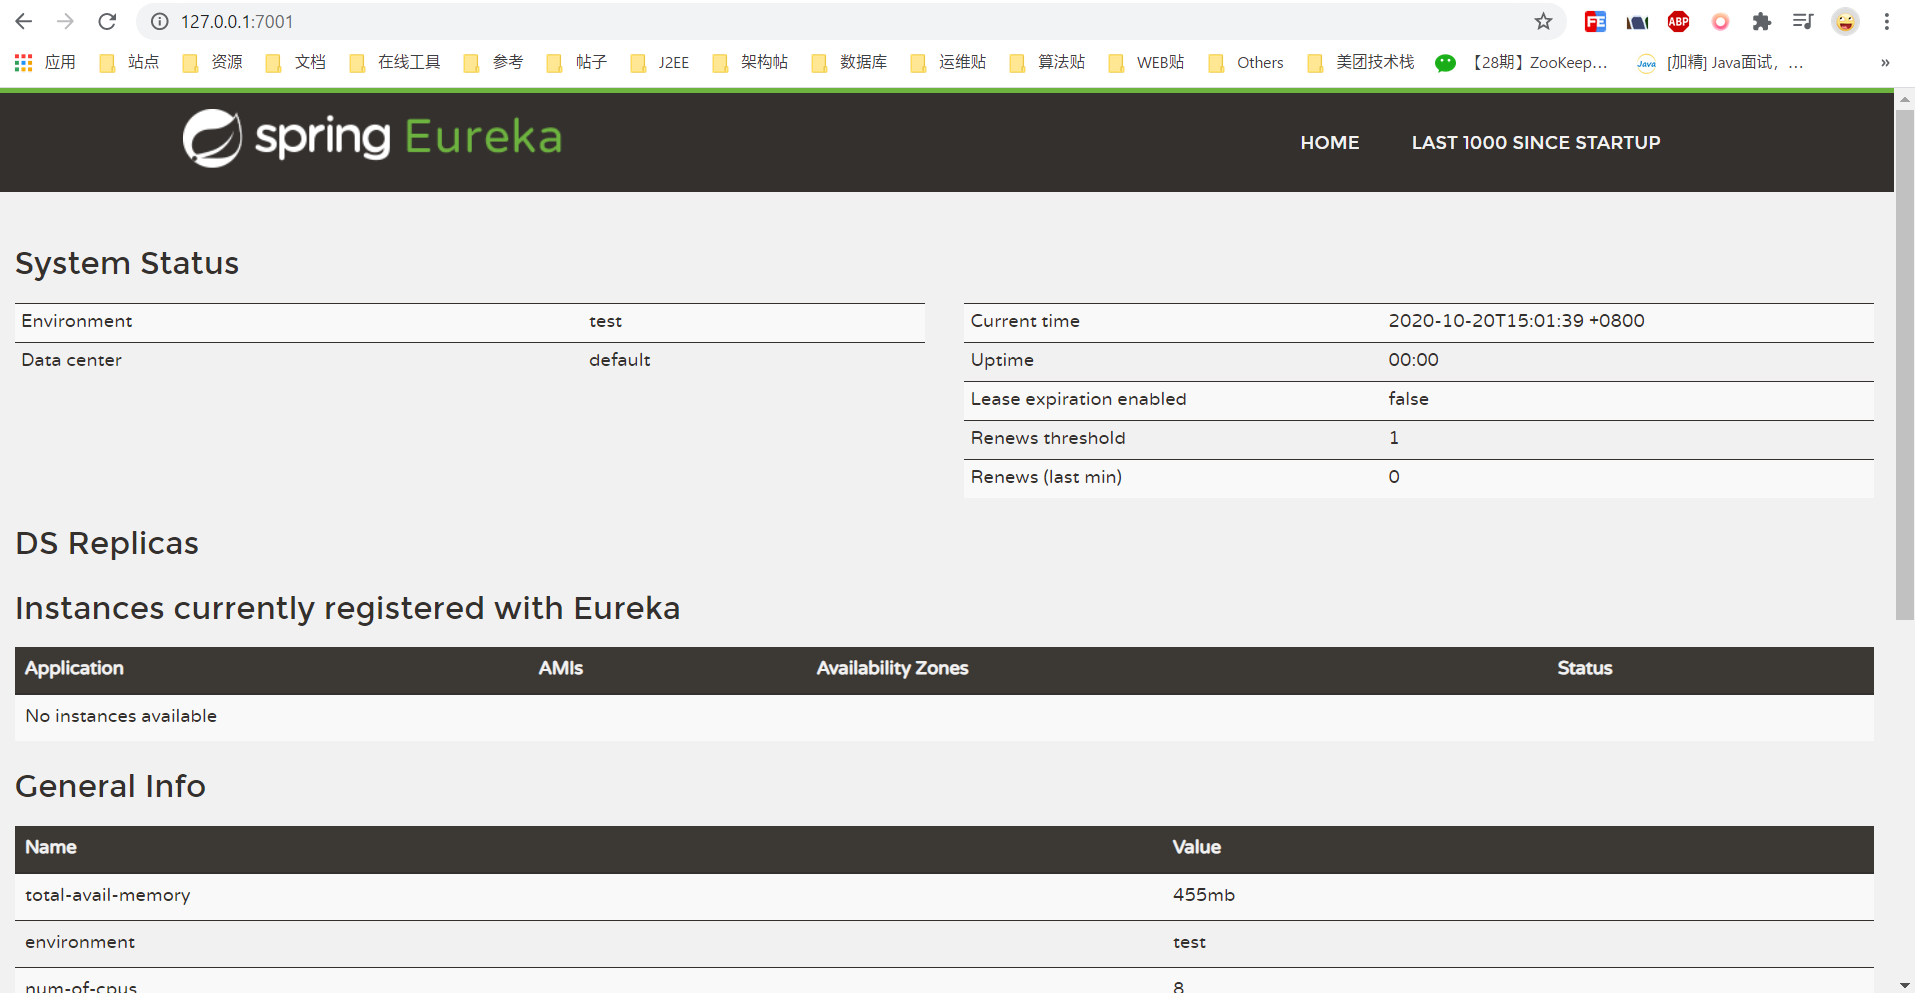 127.0.0.1:7001
应用 站点 资源 文档 在线工具 参考 帖子 J2EE 架构帖 数据库 运维贴 算法贴 WEB贴 Others 美团技术栈 【28期】ZooKeep... Java [加精] Java面试，... »
spring Eureka HOME LAST 1000 SINCE STARTUP
System Status
Environment test Current time 2020-10-20T15:01:39 +0800
Data center default Uptime 00:00
Lease expiration enabled false
Renews threshold 1
Renews (last min) 0
DS Replicas
Instances currently registered with Eureka
Application AMIs Availability Zones Status
No instances available
General Info
Name Value
total-avail-memory 455mb
environment test
num-of-cpus 8